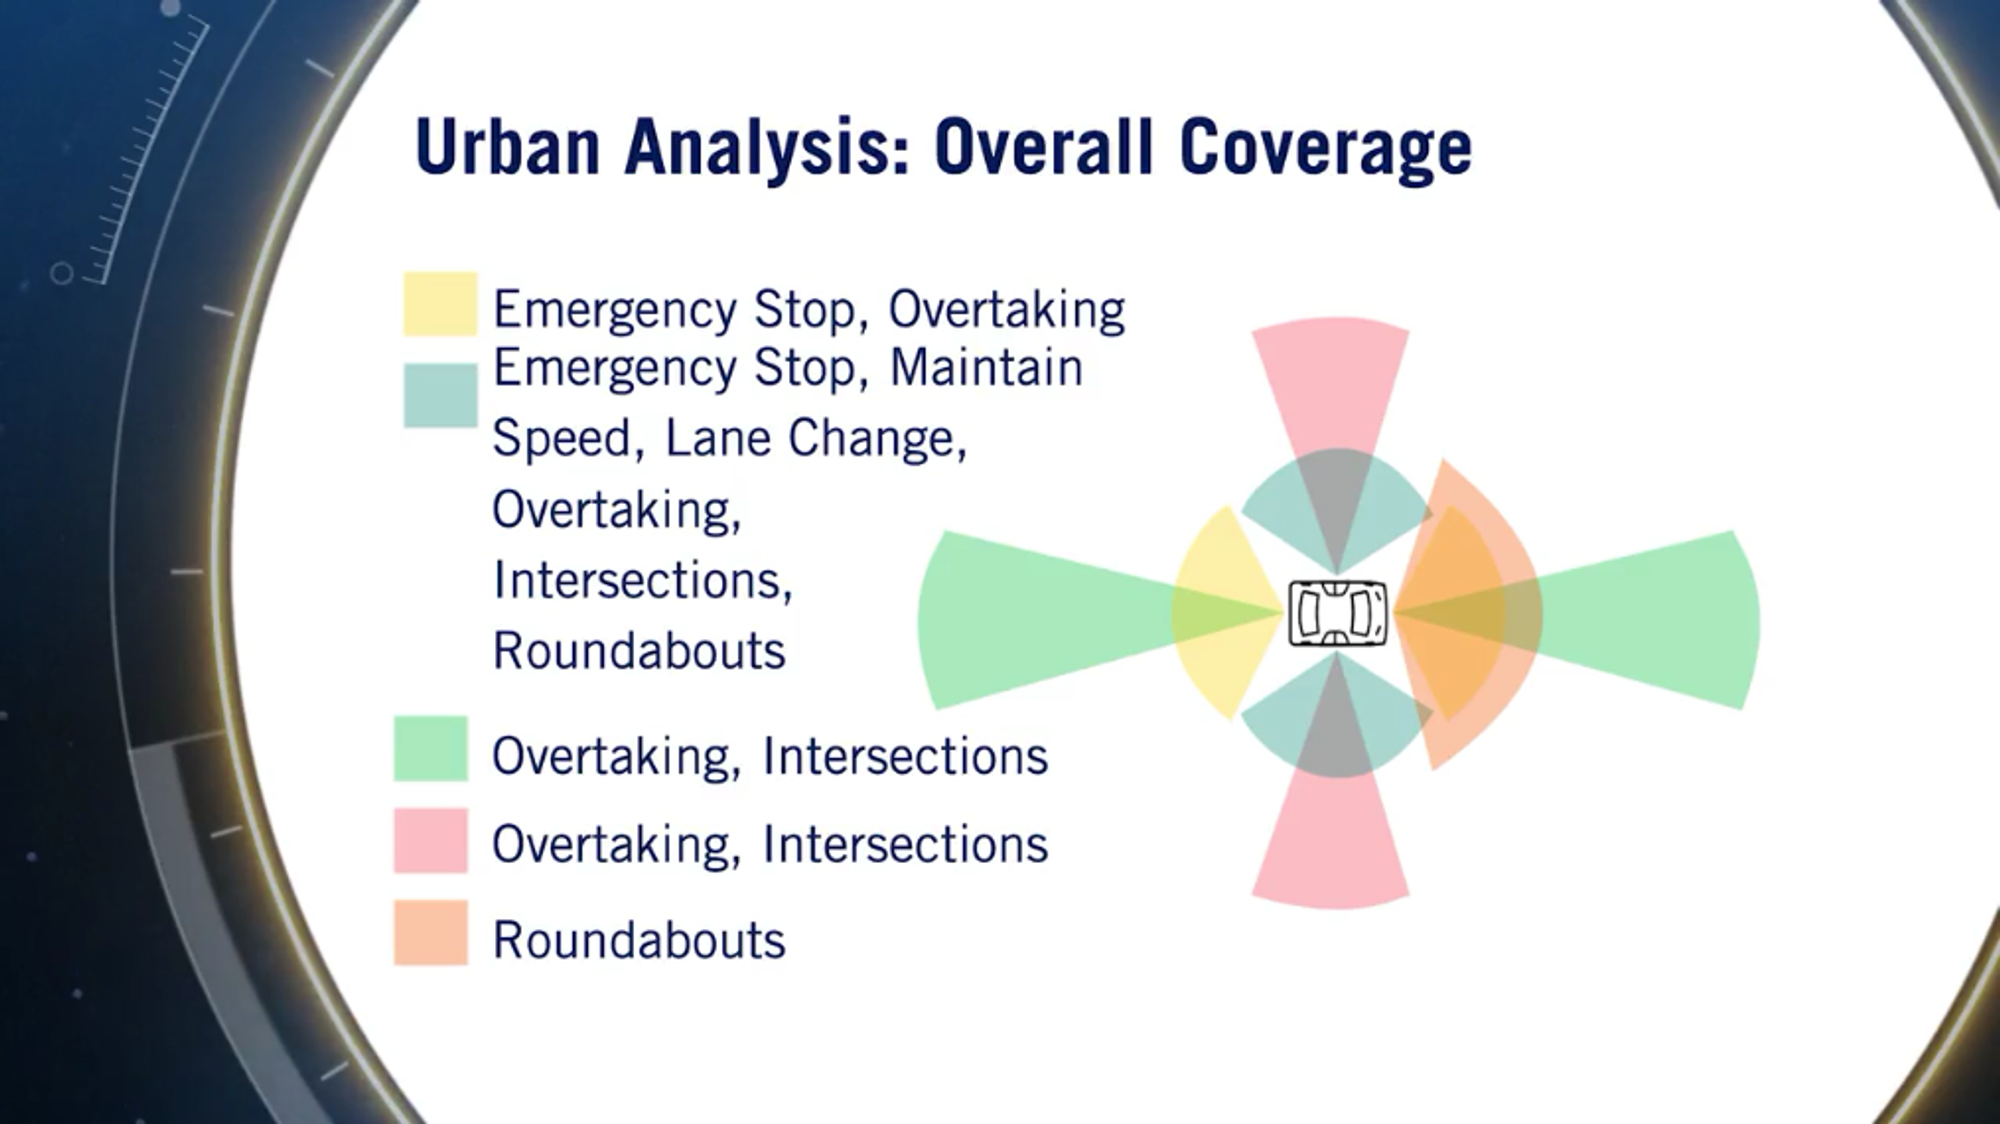 Urban Analysis: Overall Coverage
Emergency Stop, Overtaking
Emergency Stop, Maintain
Speed, Lane Change,
Overtaking,
Intersections,
Roundabouts
Overtaking, Intersections
Overtaking, Intersections
Roundabouts